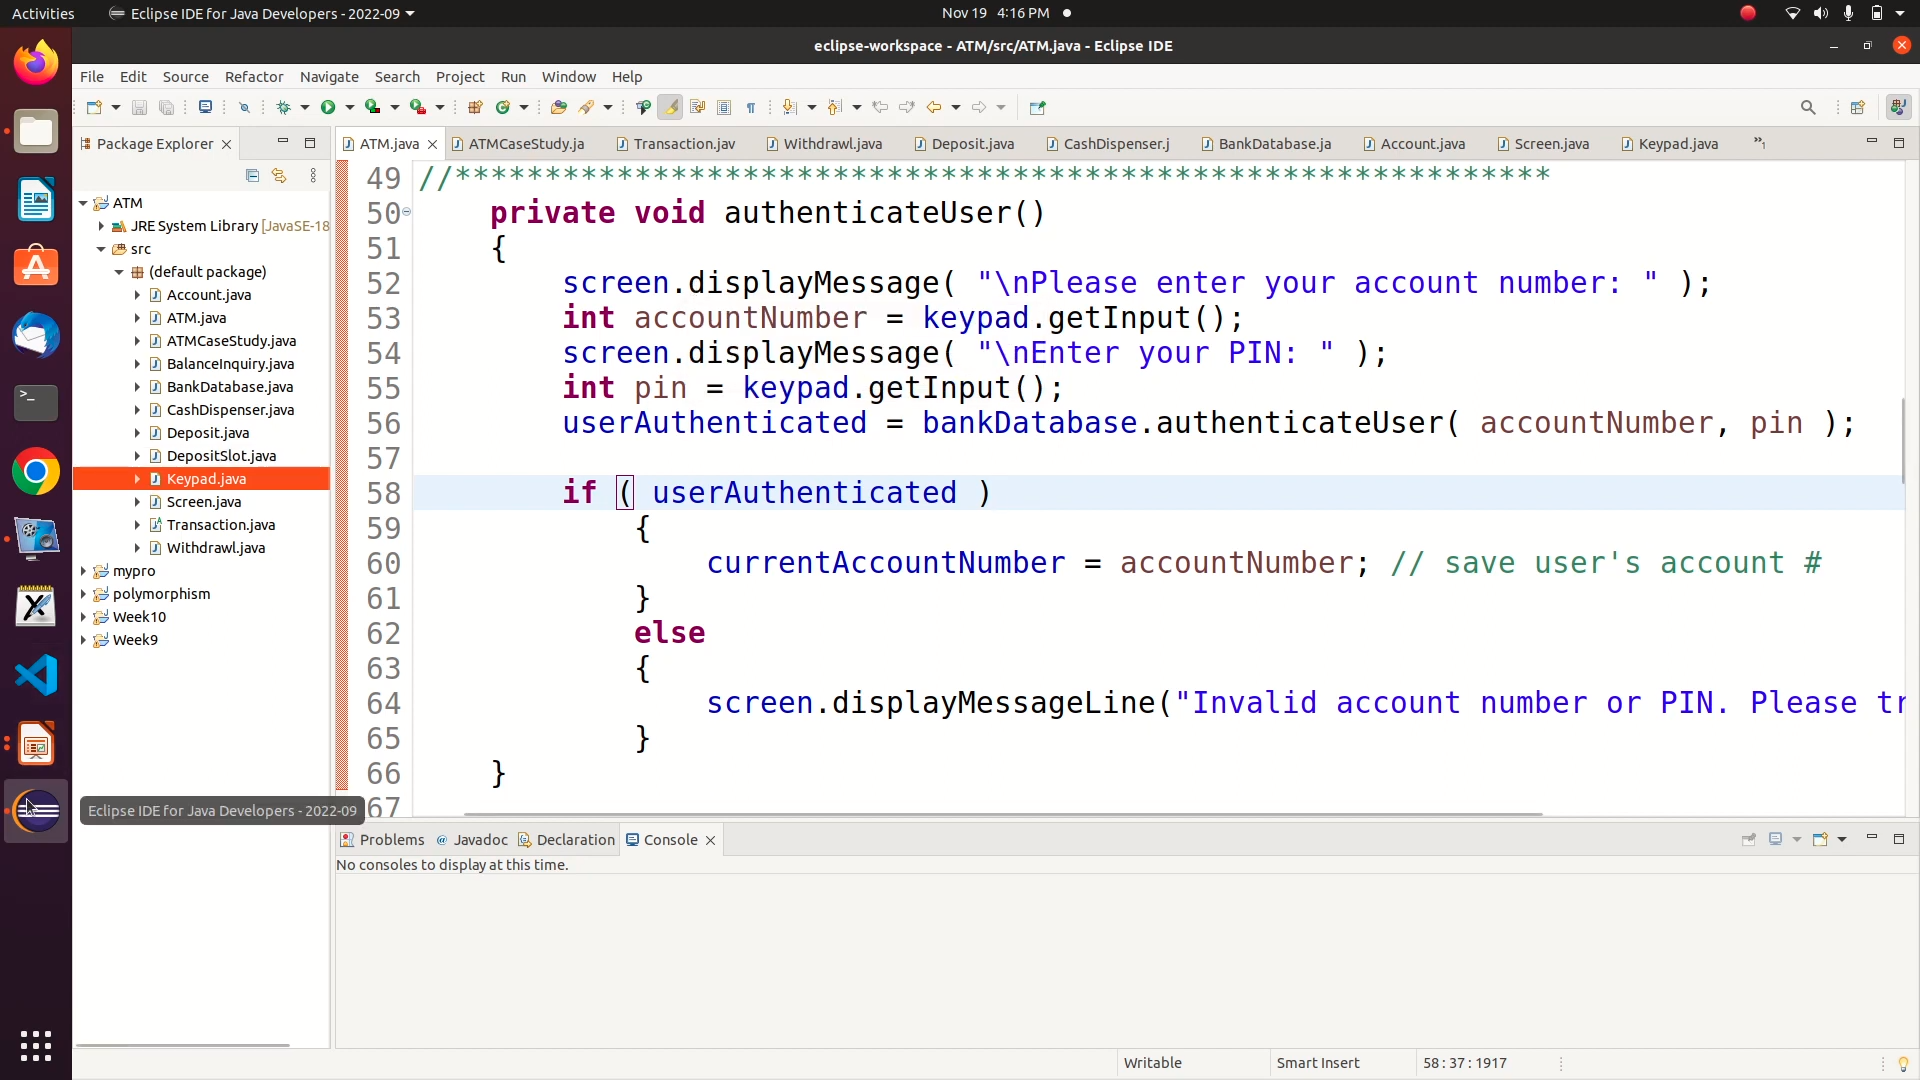 Activities
Eclipse IDE for Java Developers - 2022-09
Nov 19 4:16 PM
eclipse-workspace - ATM/src/ATM.java - Eclipse IDE
File Edit Source Refactor Navigate Search Project Run Window Help
Package Explorer
ATM.java
ATMCaseStudy.ja
Transaction.jav
Withdrawl.java
Deposit.java
CashDispenser.j
BankDatabase.ja
Account.java
Screen.java
Keypad.java
»1
ATM
JRE System Library [JavaSE-18
src
(default package)
Account.java
ATM.java
ATMCaseStudy.java
BalanceInquiry.java
BankDatabase.java
CashDispenser.java
Deposit.java
DepositSlot.java
Keypad.java
Screen.java
Transaction.java
Withdrawl.java
mypro
polymorphism
Week10
Week9
49 //*************************************************************
50 private void authenticateUser()
51 {
52 screen.displayMessage( "\nPlease enter your account number: " );
53 int accountNumber = keypad.getInput();
54 screen.displayMessage( "\nEnter your PIN: " );
55 int pin = keypad.getInput();
56 userAuthenticated = bankDatabase.authenticateUser( accountNumber, pin );
57
58 if ( userAuthenticated )
59 {
60 currentAccountNumber = accountNumber; // save user's account #
61 }
62 else
63 {
64 screen.displayMessageLine("Invalid account number or PIN. Please tr
65 }
66 }
67
Eclipse IDE for Java Developers - 2022-09
Problems
@ Javadoc
Declaration
Console
No consoles to display at this time.
Writable
Smart Insert
58 : 37 : 1917